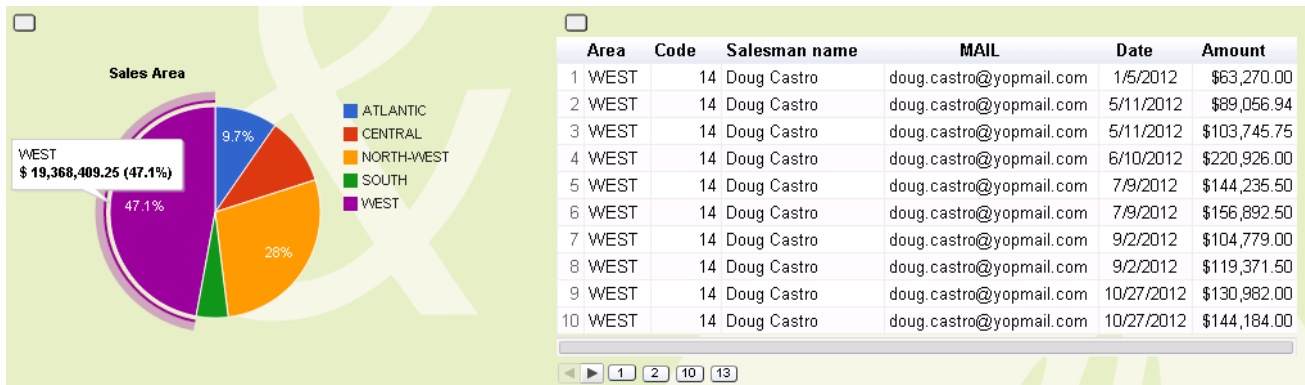 Sales Area
9.7%
28%
47.1%
WEST
$ 19,368,409.25 (47.1%)
ATLANTIC
CENTRAL
NORTH-WEST
SOUTH
WEST
Area Code Salesman name MAIL Date Amount
1 WEST 14 Doug Castro doug.castro@yopmail.com 1/5/2012 $63,270.00
2 WEST 14 Doug Castro doug.castro@yopmail.com 5/11/2012 $89,056.94
3 WEST 14 Doug Castro doug.castro@yopmail.com 5/11/2012 $103,745.75
4 WEST 14 Doug Castro doug.castro@yopmail.com 6/10/2012 $220,926.00
5 WEST 14 Doug Castro doug.castro@yopmail.com 7/9/2012 $144,235.50
6 WEST 14 Doug Castro doug.castro@yopmail.com 7/9/2012 $156,892.50
7 WEST 14 Doug Castro doug.castro@yopmail.com 9/2/2012 $104,779.00
8 WEST 14 Doug Castro doug.castro@yopmail.com 9/2/2012 $119,371.50
9 WEST 14 Doug Castro doug.castro@yopmail.com 10/27/2012 $130,982.00
10 WEST 14 Doug Castro doug.castro@yopmail.com 10/27/2012 $144,184.00
1 2 10 13